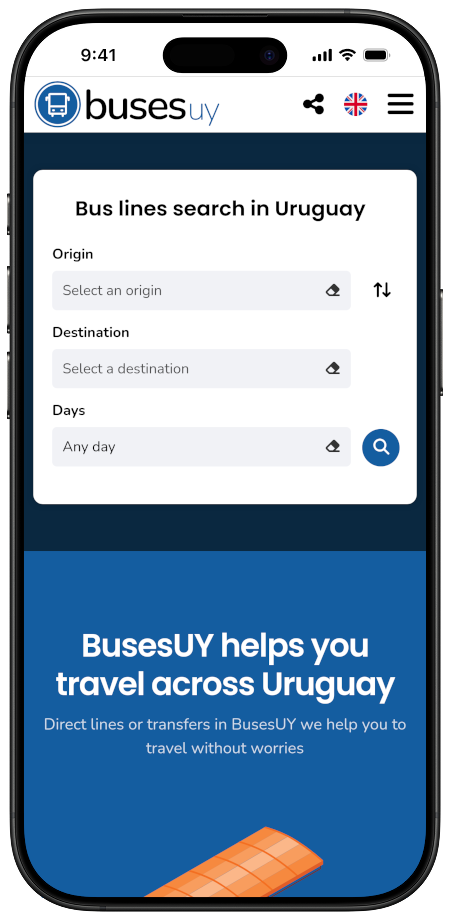 9:41
busesuy
Bus lines search in Uruguay
Origin
Select an origin
Destination
Select a destination
Days
Any day
BusesUY helps you
travel across Uruguay
Direct lines or transfers in BusesUY we help you to
travel without worries